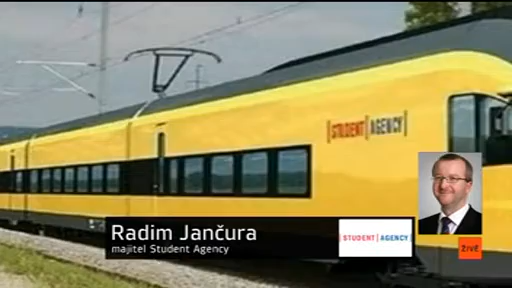 |STUDENT|AGENCY|
Radim Jančura
majitel Student Agency
|STUDENT|AGENCY|
ŽIVĚ